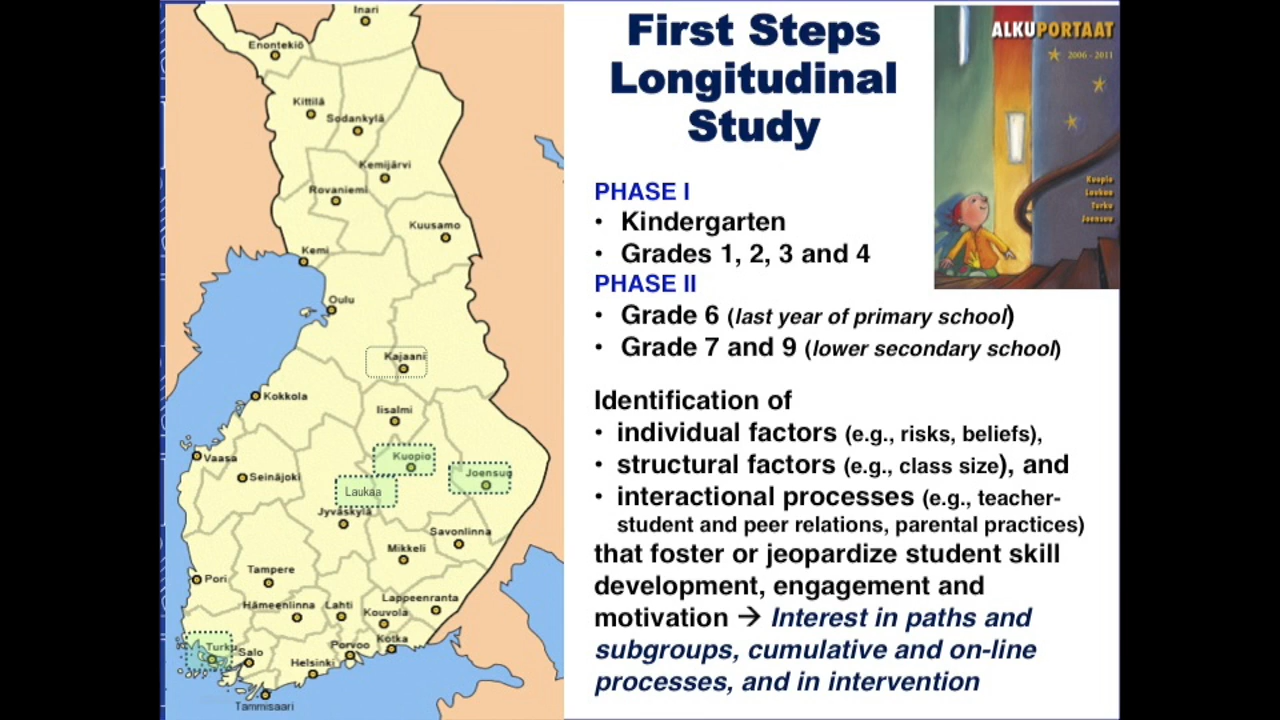 Inari
Enontekiö
Kittilä
Sodankylä
Kemijärvi
Rovaniemi
Kuusamo
Kemi
Oulu
Kajaani
Kokkola
Iisalmi
Kuopio
Vaasa
Joensuu
Seinäjoki
Laukaa
Jyväskylä
Savonlinna
Mikkeli
Tampere
Pori
Lappeenranta
Hämeenlinna
Lahti
Kouvola
Kotka
Porvoo
Turku
Salo
Helsinki
Tammisaari
First Steps
Longitudinal
Study
ALKUPORTAAT
2006 - 2011
Kuopio
Laukaa
Turku
Joensuu
PHASE I
• Kindergarten
• Grades 1, 2, 3 and 4
PHASE II
• Grade 6 (last year of primary school)
• Grade 7 and 9 (lower secondary school)
Identification of
• individual factors (e.g., risks, beliefs),
• structural factors (e.g., class size), and
• interactional processes (e.g., teacher-
student and peer relations, parental practices)
that foster or jeopardize student skill
development, engagement and
motivation → Interest in paths and
subgroups, cumulative and on-line
processes, and in intervention